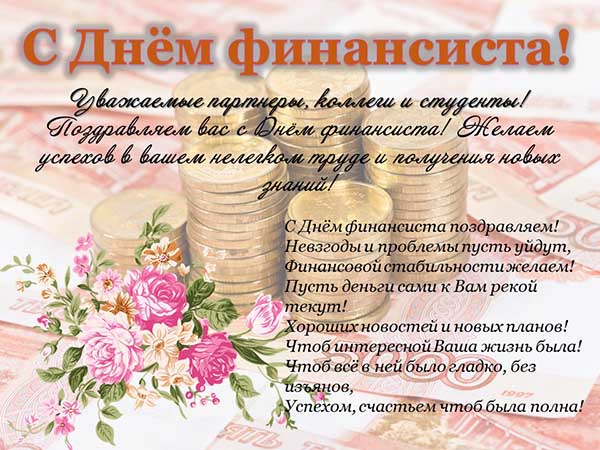 С Днём финансиста!
Уважаемые партнеры, коллеги и студенты!
Поздравляем вас с Днём финансиста! Желаем
успехов в вашем нелегком труде и получения новых
знаний!
С Днём финансиста поздравляем!
Невзгоды и проблемы пусть уйдут,
Финансовой стабильности желаем!
Пусть деньги сами к Вам рекой
текут!
Хороших новостей и новых планов!
Чтоб интересной Ваша жизнь была!
Чтоб всё в ней было гладко, без
изъянов,
Успехом, счастьем чтоб была полна!
1997